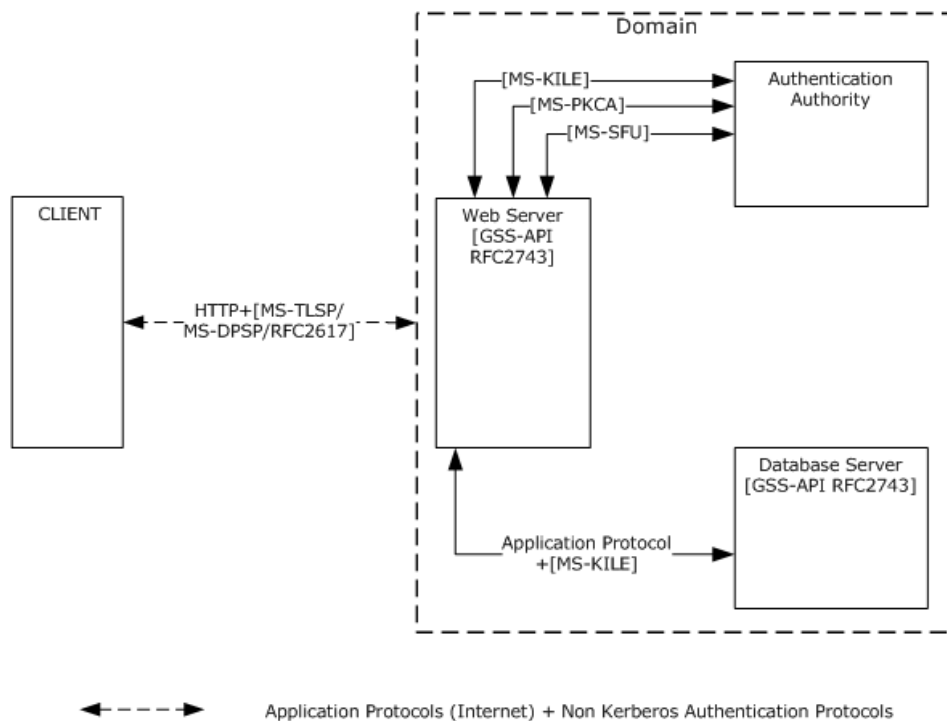 Domain
[MS-KILE]
[MS-PKCA]
[MS-SFU]
Authentication
Authority
CLIENT
Web Server
[GSS-API
RFC2743]
HTTP+[MS-TLSP/
MS-DPSP/RFC2617]
Database Server
[GSS-API RFC2743]
Application Protocol
+[MS-KILE]
Application Protocols (Internet) + Non Kerberos Authentication Protocols